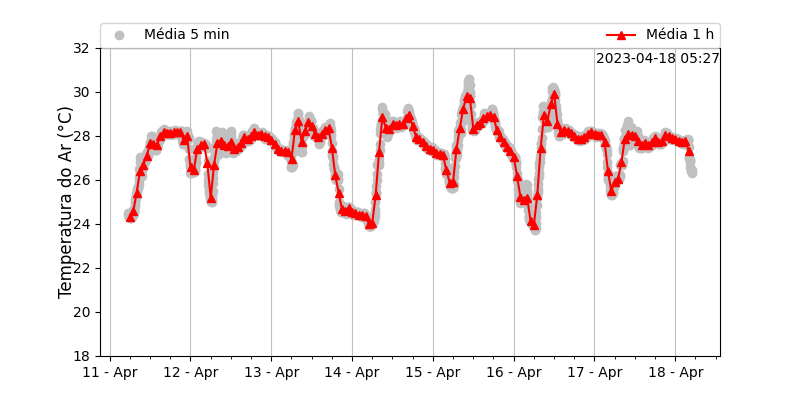 Média 5 min
Média 1 h
2023-04-18 05:27
Temperatura do Ar (°C)
32
30
28
26
24
22
20
18
11 - Apr
12 - Apr
13 - Apr
14 - Apr
15 - Apr
16 - Apr
17 - Apr
18 - Apr